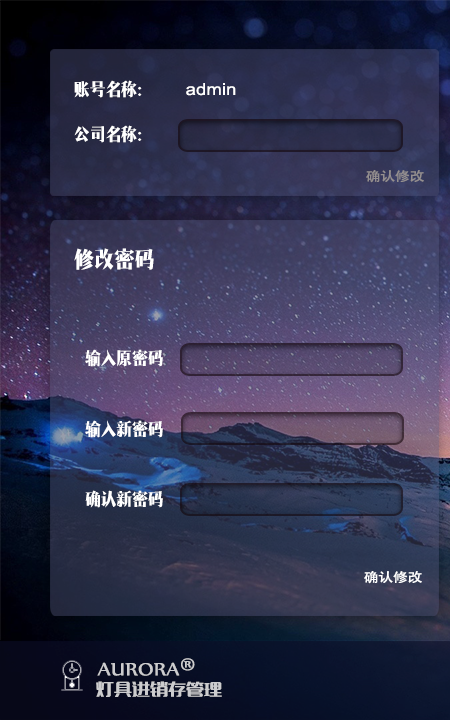 账号名称: admin
公司名称:
确认修改
修改密码
输入原密码
输入新密码
确认新密码
确认修改
AURORA®
灯具进销存管理